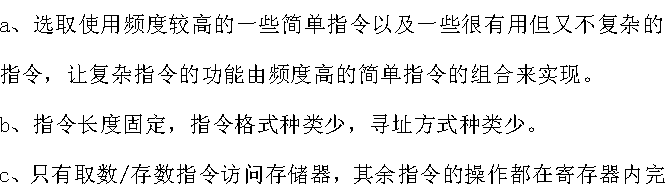 a、选取使用频度较高的一些简单指令以及一些很有用但又不复杂的
指令，让复杂指令的功能由频度高的简单指令的组合来实现。
b、指令长度固定，指令格式种类少，寻址方式种类少。
c、只有取数/存数指令访问存储器，其余指令的操作都在寄存器内完